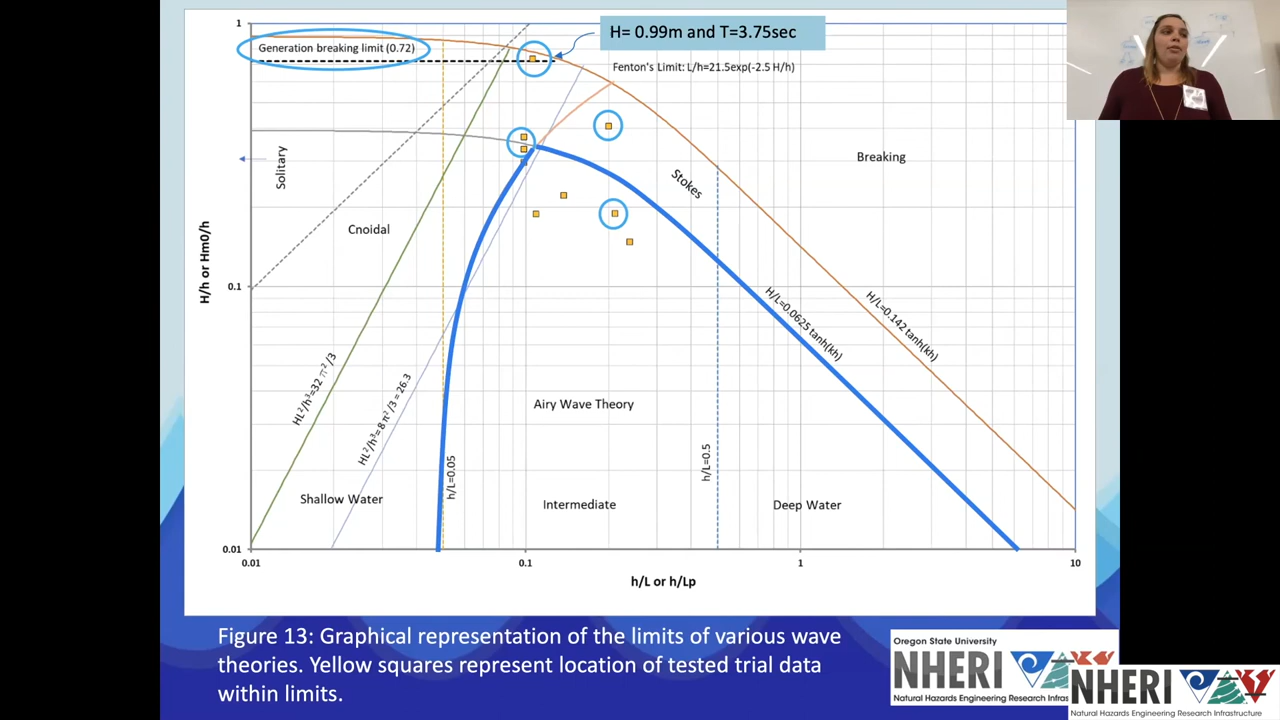 H= 0.99m and T=3.75sec
1
Generation breaking limit (0.72)
Fenton's Limit: L/h=21.5exp(-2.5 H/h)
Breaking
Solitary
Stokes
Cnoidal
H/h or Hm0/h
0.1
H/L=0.0625 tanh(kh)
H/L=0.142 tanh(kh)
HL²/h³=32 π²/3
HL²/h³=8 π²/3 = 26.3
Airy Wave Theory
h/L=0.05
h/L=0.5
Shallow Water
Intermediate
Deep Water
0.01
0.01
0.1
1
10
h/L or h/Lp
Figure 13: Graphical representation of the limits of various wave
theories. Yellow squares represent location of tested trial data
within limits.
Oregon State University
NHERI
Natural Hazards Engineering Research Infras
NHERI
Natural Hazards Engineering Research Infrastructure